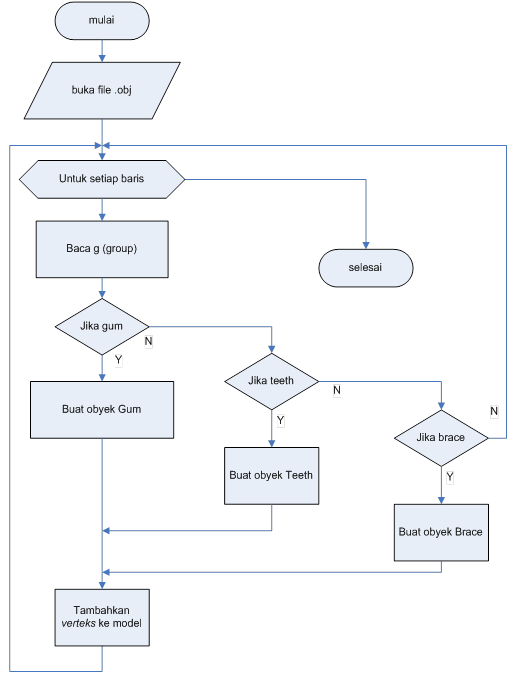 mulai
buka file .obj
Untuk setiap baris
Baca g (group)
selesai
Jika gum
N
Y
Jika teeth
N
Buat obyek Gum
Y
N
Jika brace
Buat obyek Teeth
Y
Buat obyek Brace
Tambahkan
verteks ke model